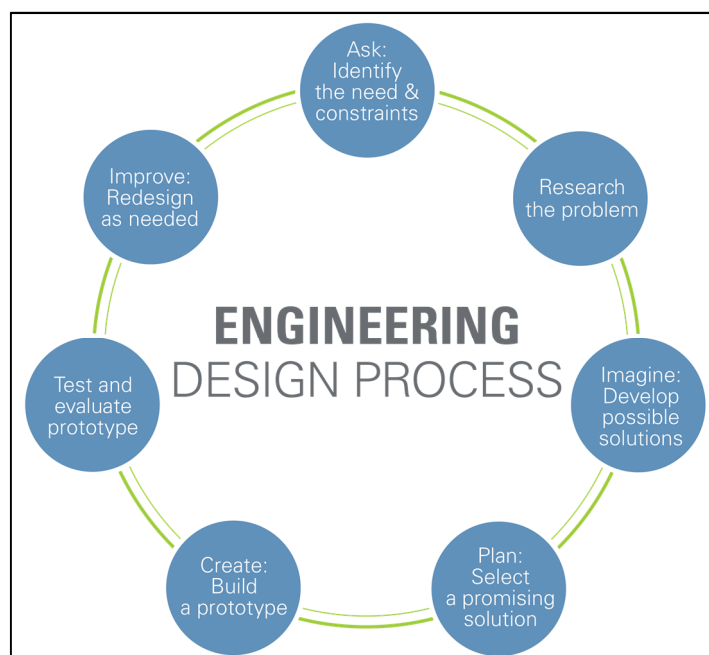 Ask:
Identify
the need &
constraints
Research
the problem
Imagine:
Develop
possible
solutions
Plan:
Select
a promising
solution
Create:
Build
a prototype
Test and
evaluate
prototype
Improve:
Redesign
as needed
ENGINEERING
DESIGN PROCESS